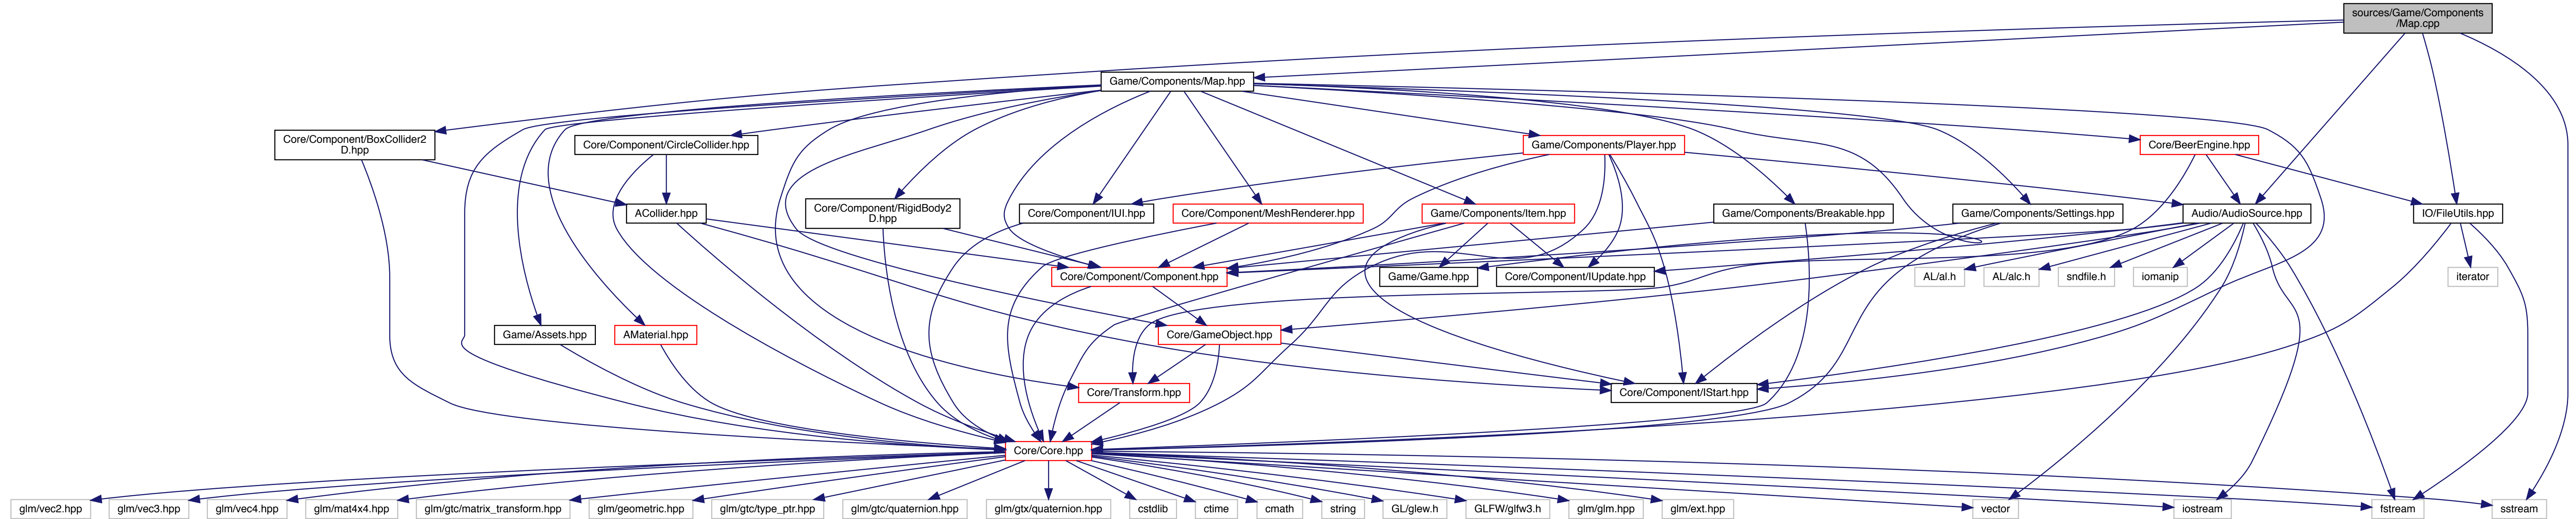 sources/Game/Components
/Map.cpp
Game/Components/Map.hpp
Core/Component/BoxCollider2
D.hpp
Core/Component/CircleCollider.hpp
Game/Components/Player.hpp
Core/BeerEngine.hpp
ACollider.hpp
Core/Component/RigidBody2
D.hpp
Core/Component/IUI.hpp
Core/Component/MeshRenderer.hpp
Game/Components/Item.hpp
Game/Components/Breakable.hpp
Game/Components/Settings.hpp
Audio/AudioSource.hpp
IO/FileUtils.hpp
Core/Component/Component.hpp
Game/Game.hpp
Core/Component/IUpdate.hpp
AL/al.h
AL/alc.h
sndfile.h
iomanip
iterator
Game/Assets.hpp
AMaterial.hpp
Core/GameObject.hpp
Core/Transform.hpp
Core/Component/IStart.hpp
Core/Core.hpp
glm/vec2.hpp
glm/vec3.hpp
glm/vec4.hpp
glm/mat4x4.hpp
glm/gtc/matrix_transform.hpp
glm/geometric.hpp
glm/gtc/type_ptr.hpp
glm/gtc/quaternion.hpp
glm/gtx/quaternion.hpp
cstdlib
ctime
cmath
string
GL/glew.h
GLFW/glfw3.h
glm/glm.hpp
glm/ext.hpp
vector
iostream
fstream
sstream